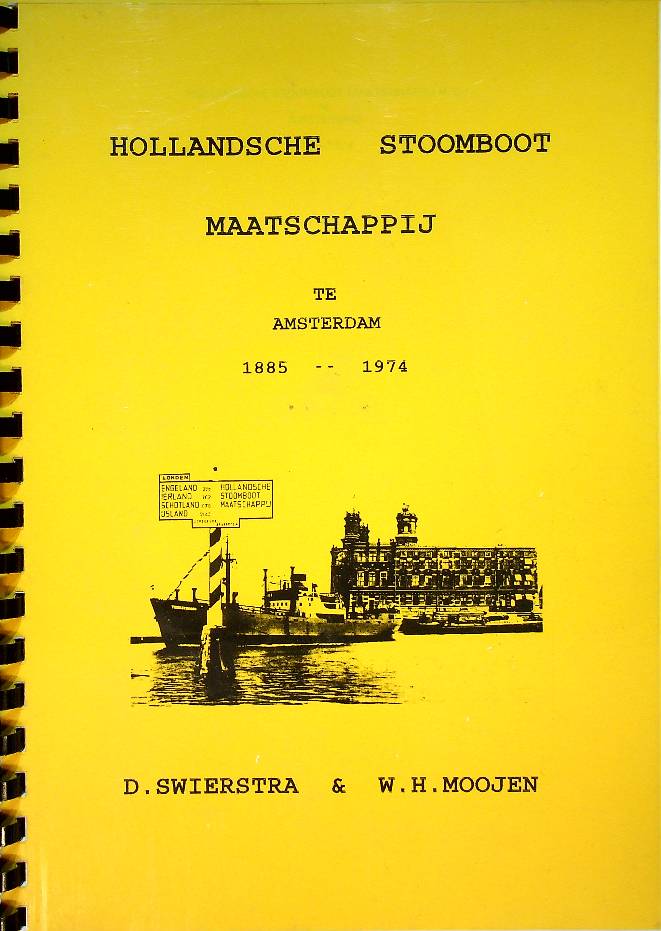 HOLLANDSCHE STOOMBOOT
MAATSCHAPPIJ
TE
AMSTERDAM
1885 -- 1974
LONDEN
ENGELAND
IERLAND
SCHOTLAND
IJSLAND
HOLLANDSCHE
STOOMBOOT
MAATSCHAPPIJ
D.SWIERSTRA & W.H.MOOJEN